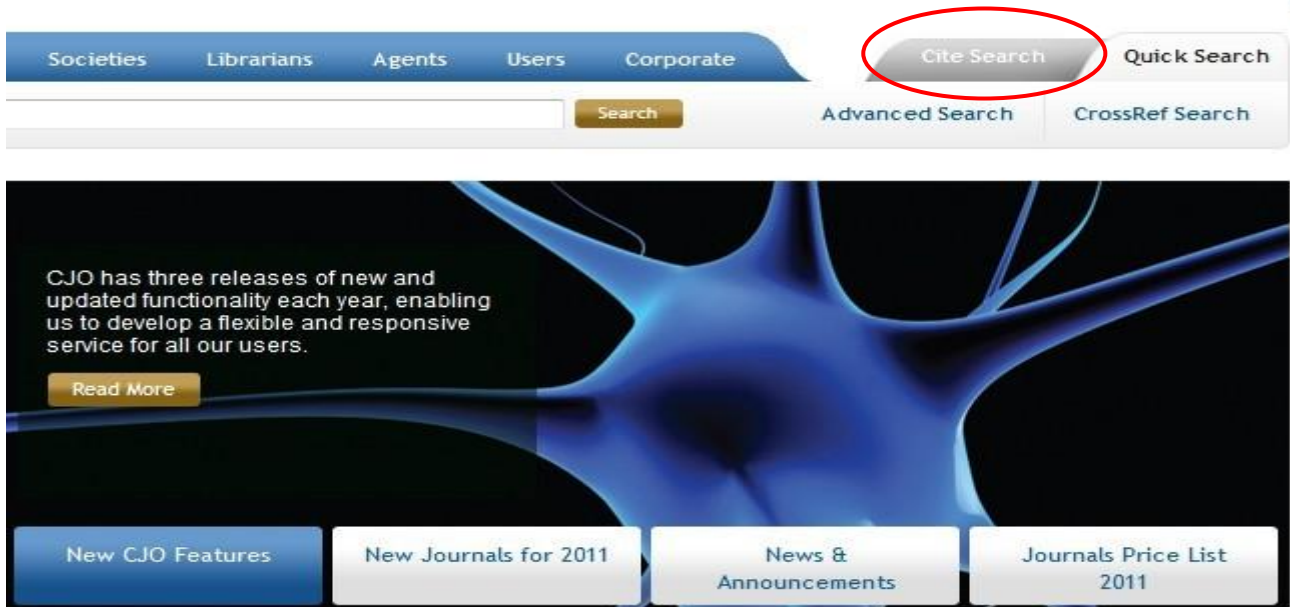 Societies Librarians Agents Users Corporate Cite Search Quick Search
Search Advanced Search CrossRef Search
CJO has three releases of new and
updated functionality each year, enabling
us to develop a flexible and responsive
service for all our users.
Read More
New CJO Features
New Journals for 2011
News &
Announcements
Journals Price List
2011